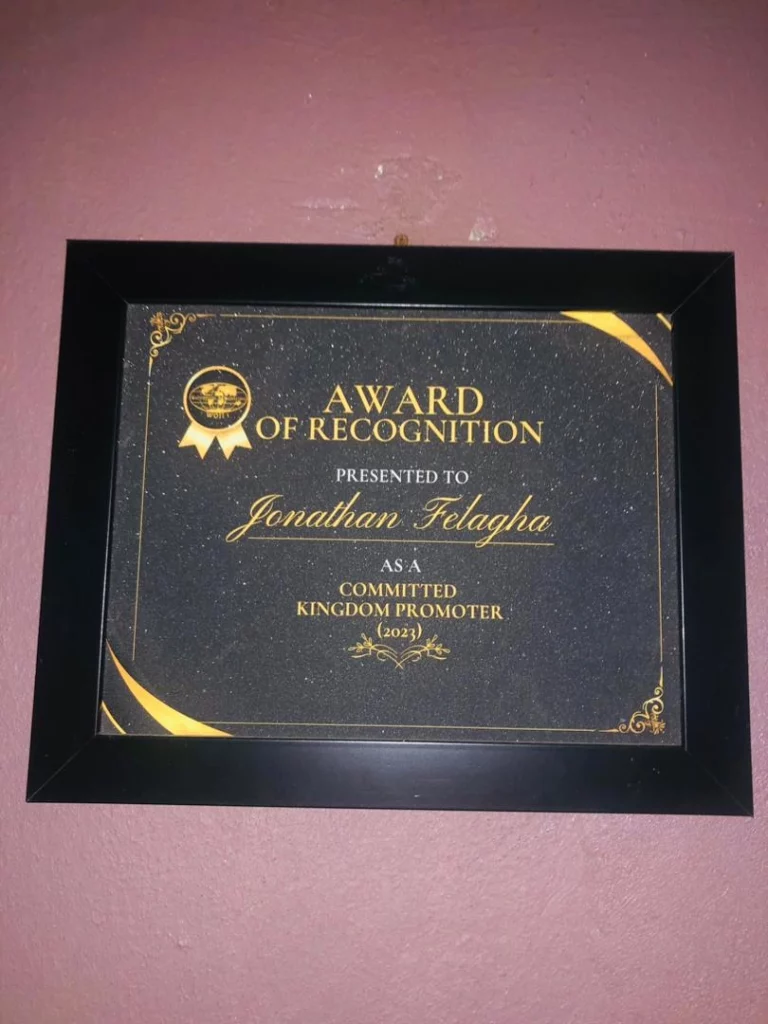 AWARD
OF RECOGNITION
PRESENTED TO
Jonathan Felagha
AS A
COMMITTED
KINGDOM PROMOTER
(2023)